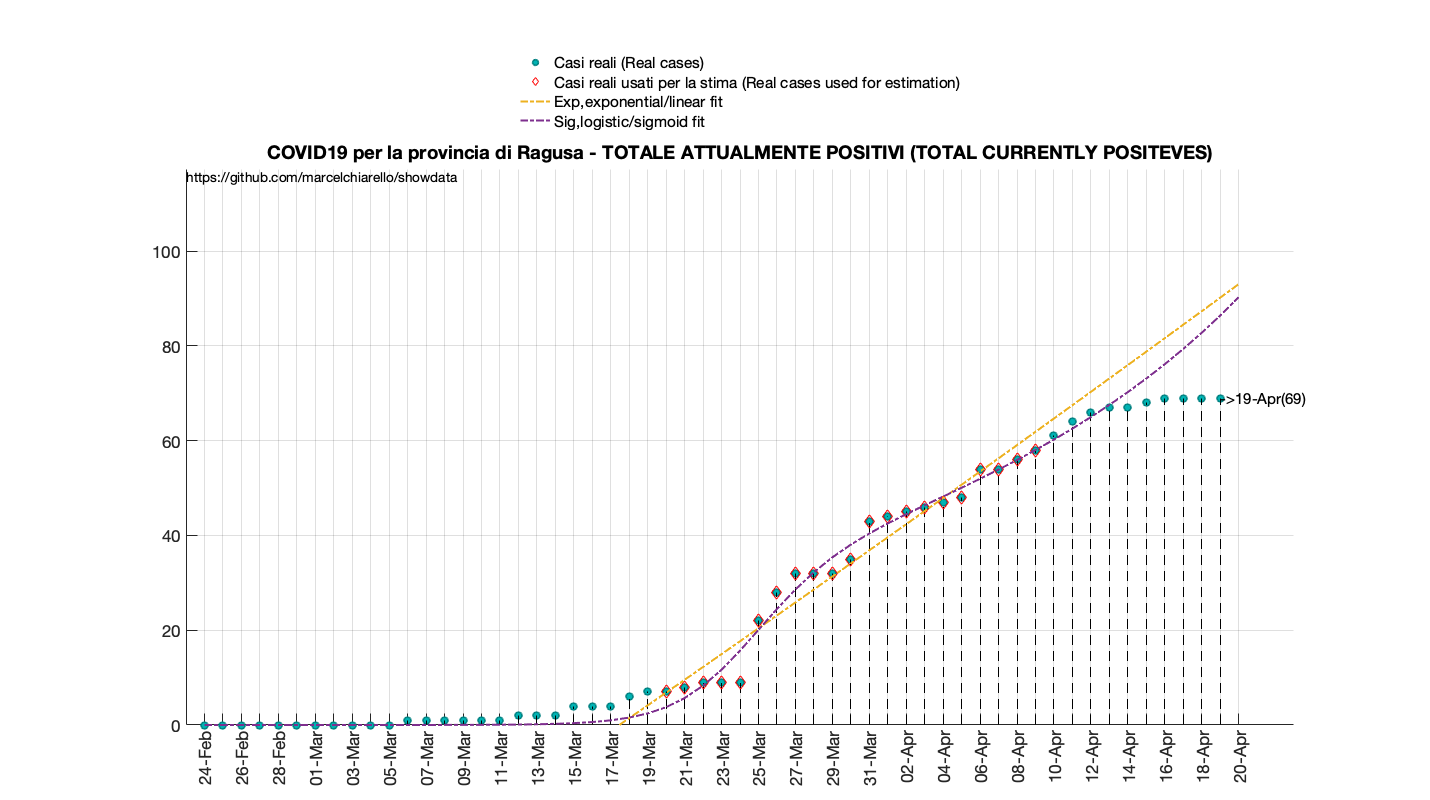 Casi reali (Real cases)
Casi reali usati per la stima (Real cases used for estimation)
Exp,exponential/linear fit
Sig,logistic/sigmoid fit
COVID19 per la provincia di Ragusa - TOTALE ATTUALMENTE POSITIVI (TOTAL CURRENTLY POSITEVES)
https://github.com/marcelchiarello/showdata
100
80
60
40
20
0
->19-Apr(69)
24-Feb
26-Feb
28-Feb
01-Mar
03-Mar
05-Mar
07-Mar
09-Mar
11-Mar
13-Mar
15-Mar
17-Mar
19-Mar
21-Mar
23-Mar
25-Mar
27-Mar
29-Mar
31-Mar
02-Apr
04-Apr
06-Apr
08-Apr
10-Apr
12-Apr
14-Apr
16-Apr
18-Apr
20-Apr